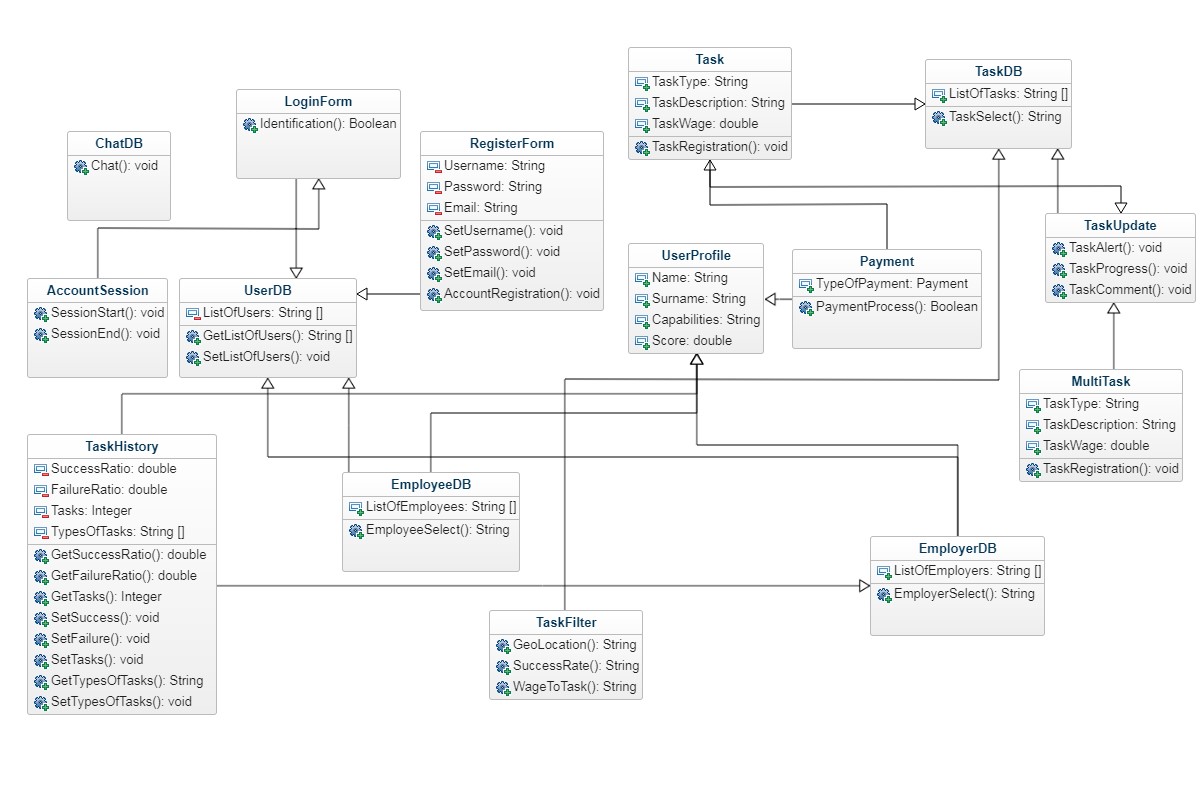 Task
TaskType: String
TaskDescription: String
TaskWage: double
TaskRegistration(): void
TaskDB
ListOfTasks: String []
TaskSelect(): String
LoginForm
Identification(): Boolean
ChatDB
Chat(): void
RegisterForm
Username: String
Password: String
Email: String
SetUsername(): void
SetPassword(): void
SetEmail(): void
AccountRegistration(): void
TaskUpdate
TaskAlert(): void
TaskProgress(): void
TaskComment(): void
UserProfile
Name: String
Surname: String
Capabilities: String
Score: double
Payment
TypeOfPayment: Payment
PaymentProcess(): Boolean
AccountSession
SessionStart(): void
SessionEnd(): void
UserDB
ListOfUsers: String []
GetListOfUsers(): String []
SetListOfUsers(): void
MultiTask
TaskType: String
TaskDescription: String
TaskWage: double
TaskRegistration(): void
TaskHistory
SuccessRatio: double
FailureRatio: double
Tasks: Integer
TypesOfTasks: String []
GetSuccessRatio(): double
GetFailureRatio(): double
GetTasks(): Integer
SetSuccess(): void
SetFailure(): void
SetTasks(): void
GetTypesOfTasks(): String
SetTypesOfTasks(): void
EmployeeDB
ListOfEmployees: String []
EmployeeSelect(): String
EmployerDB
ListOfEmployers: String []
EmployerSelect(): String
TaskFilter
GeoLocation(): String
SuccessRate(): String
WageToTask(): String